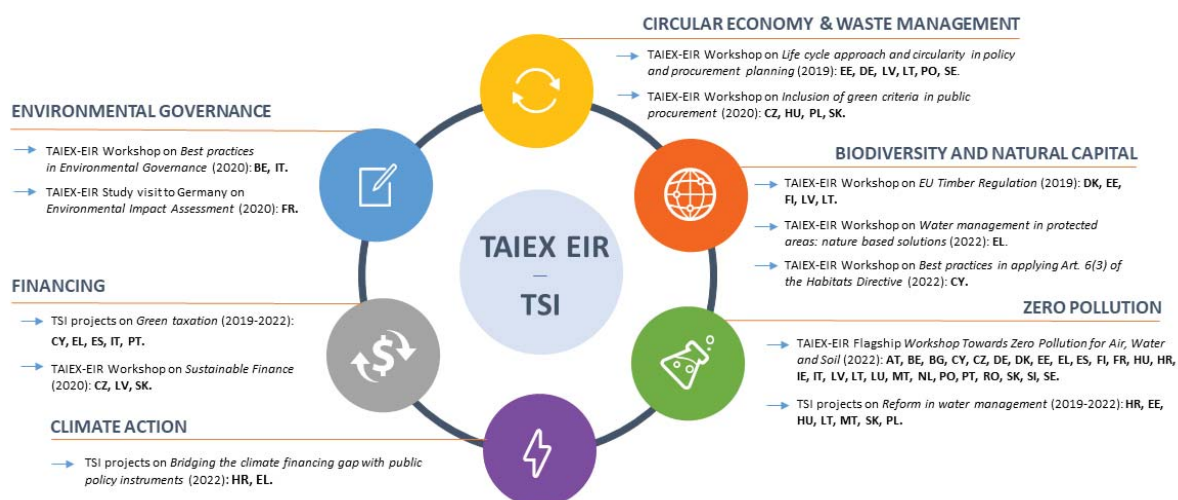 CIRCULAR ECONOMY & WASTE MANAGEMENT
TAIEX-EIR Workshop on Life cycle approach and circularity in policy
and procurement planning (2019): EE, DE, LV, LT, PO, SE.
TAIEX-EIR Workshop on Inclusion of green criteria in public
procurement (2020): CZ, HU, PL, SK.
ENVIRONMENTAL GOVERNANCE
TAIEX-EIR Workshop on Best practices
in Environmental Governance (2020): BE, IT.
TAIEX-EIR Study visit to Germany on
Environmental Impact Assessment (2020): FR.
BIODIVERSITY AND NATURAL CAPITAL
TAIEX-EIR Workshop on EU Timber Regulation (2019): DK, EE,
FI, LV, LT.
TAIEX-EIR Workshop on Water management in protected
areas: nature based solutions (2022): EL.
TAIEX-EIR Workshop on Best practices in applying Art. 6(3) of
the Habitats Directive (2022): CY.
TAIEX EIR
–
TSI
FINANCING
TSI projects on Green taxation (2019-2022):
CY, EL, ES, IT, PT.
TAIEX-EIR Workshop on Sustainable Finance
(2020): CZ, LV, SK.
$
ZERO POLLUTION
TAIEX-EIR Flagship Workshop Towards Zero Pollution for Air, Water
and Soil (2022): AT, BE, BG, CY, CZ, DE, DK, EE, EL, ES, FI, FR, HU, HR,
IE, IT, LV, LT, LU, MT, NL, PO, PT, RO, SK, SI, SE.
TSI projects on Reform in water management (2019-2022): HR, EE,
HU, LT, MT, SK, PL.
CLIMATE ACTION
TSI projects on Bridging the climate financing gap with public
policy instruments (2022): HR, EL.